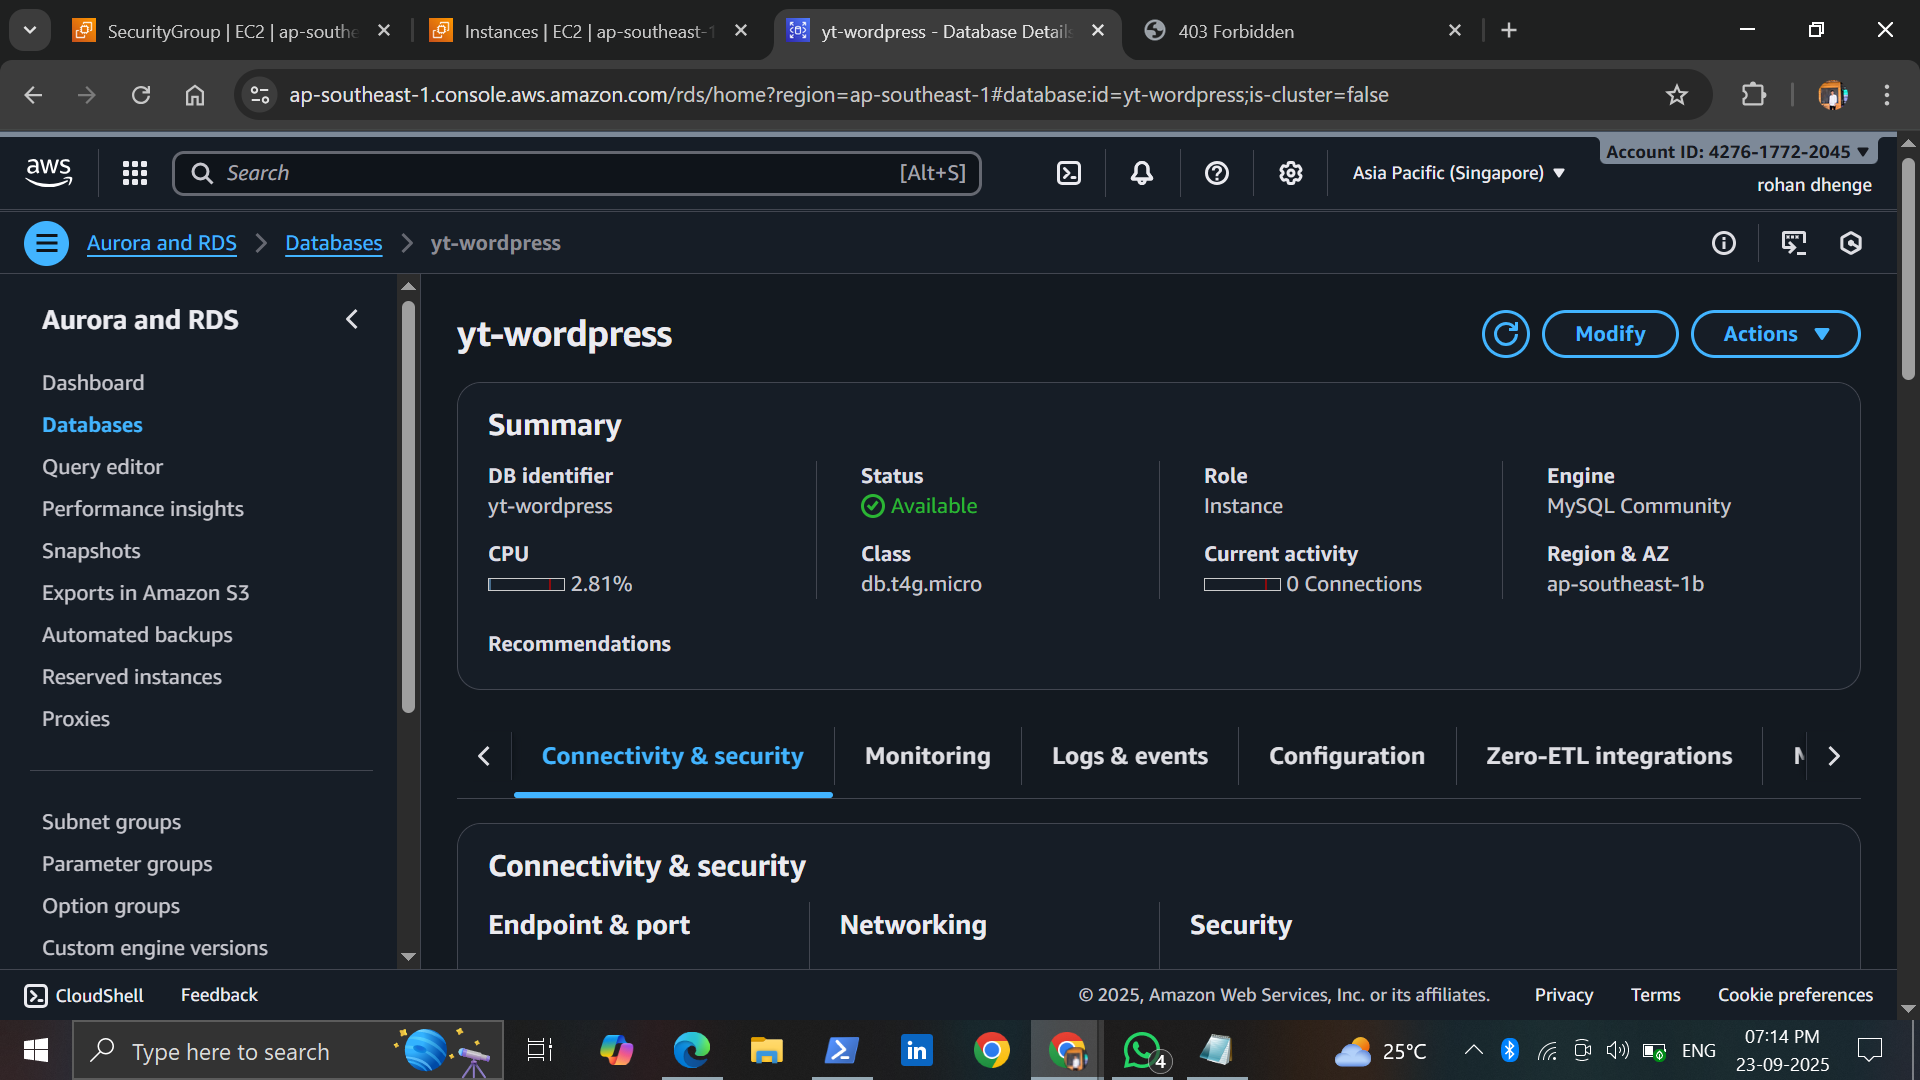 SecurityGroup | EC2 | ap-southe
Instances | EC2 | ap-southeast-1
yt-wordpress - Database Details
403 Forbidden
ap-southeast-1.console.aws.amazon.com/rds/home?region=ap-southeast-1#database:id=yt-wordpress;is-cluster=false
aws
Search
[Alt+S]
Asia Pacific (Singapore)
Account ID: 4276-1772-2045
rohan dhenge
Aurora and RDS
Databases
yt-wordpress
Aurora and RDS
Dashboard
Databases
Query editor
Performance insights
Snapshots
Exports in Amazon S3
Automated backups
Reserved instances
Proxies
Subnet groups
Parameter groups
Option groups
Custom engine versions
yt-wordpress
Modify
Actions
Summary
DB identifier
yt-wordpress
Status
Available
Role
Instance
Engine
MySQL Community
CPU
2.81%
Class
db.t4g.micro
Current activity
0 Connections
Region & AZ
ap-southeast-1b
Recommendations
Connectivity & security
Monitoring
Logs & events
Configuration
Zero-ETL integrations
Connectivity & security
Endpoint & port
Networking
Security
CloudShell
Feedback
© 2025, Amazon Web Services, Inc. or its affiliates.
Privacy
Terms
Cookie preferences
Type here to search
4
25°C
ENG
07:14 PM
23-09-2025